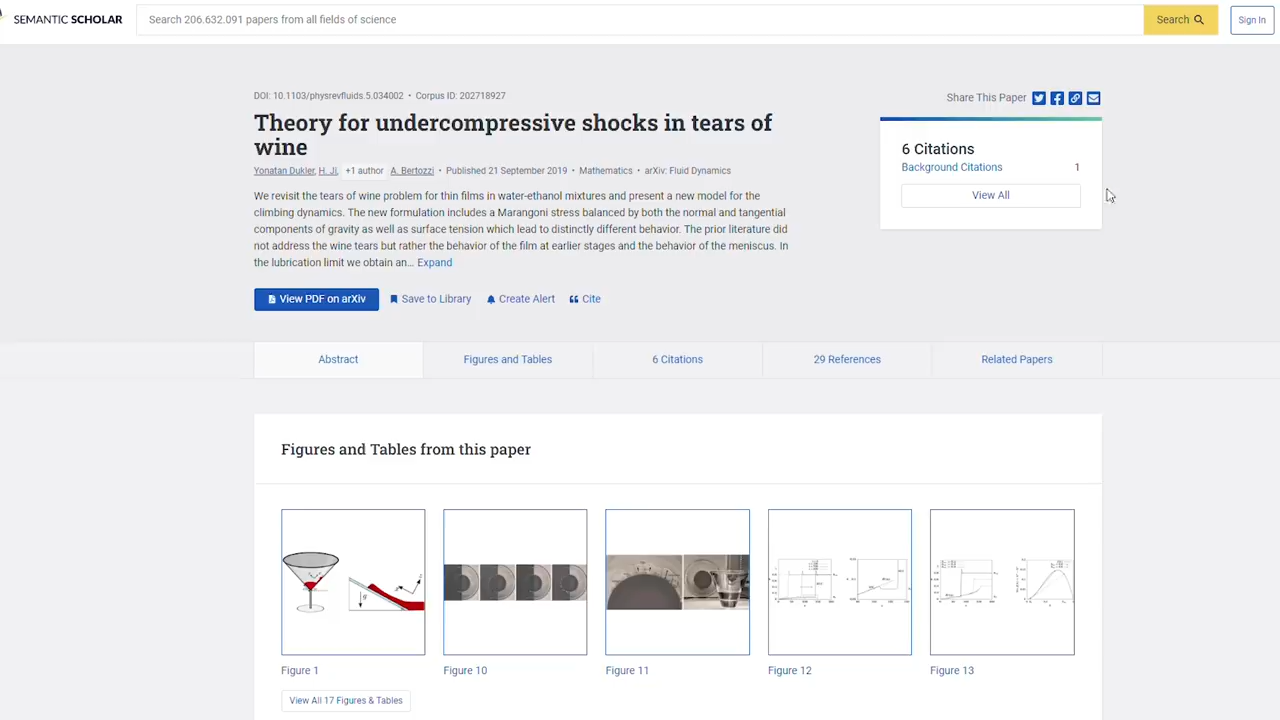 SEMANTIC SCHOLAR
Search 206.632.091 papers from all fields of science
Search
Sign In
DOI: 10.1103/physrevfluids.5.034002 • Corpus ID: 202718927
Theory for undercompressive shocks in tears of
wine
Yonatan Dukler, H. Ji, +1 author A. Bertozzi • Published 21 September 2019 • Mathematics • arXiv: Fluid Dynamics
We revisit the tears of wine problem for thin films in water-ethanol mixtures and present a new model for the
climbing dynamics. The new formulation includes a Marangoni stress balanced by both the normal and tangential
components of gravity as well as surface tension which lead to distinctly different behavior. The prior literature did
not address the wine tears but rather the behavior of the film at earlier stages and the behavior of the meniscus. In
the lubrication limit we obtain an… Expand
View PDF on arXiv
Save to Library
Create Alert
Cite
Share This Paper
6 Citations
Background Citations 1
View All
Abstract
Figures and Tables
6 Citations
29 References
Related Papers
Figures and Tables from this paper
Figure 1
Figure 10
Figure 11
Figure 12
Figure 13
View All 17 Figures & Tables